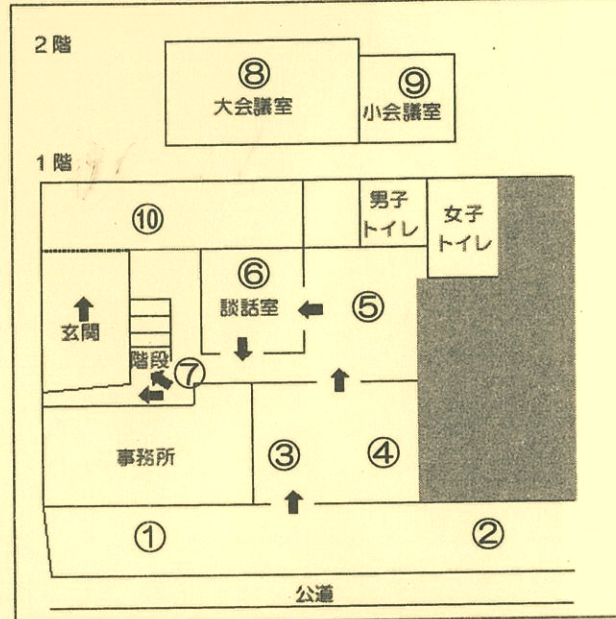 2階
⑧
大会議室
⑨
小会議室
1階
⑩
男子
トイレ
女子
トイレ
⑥
談話室
⑤
玄関
階段
⑦
事務所
③
④
①
②
公道